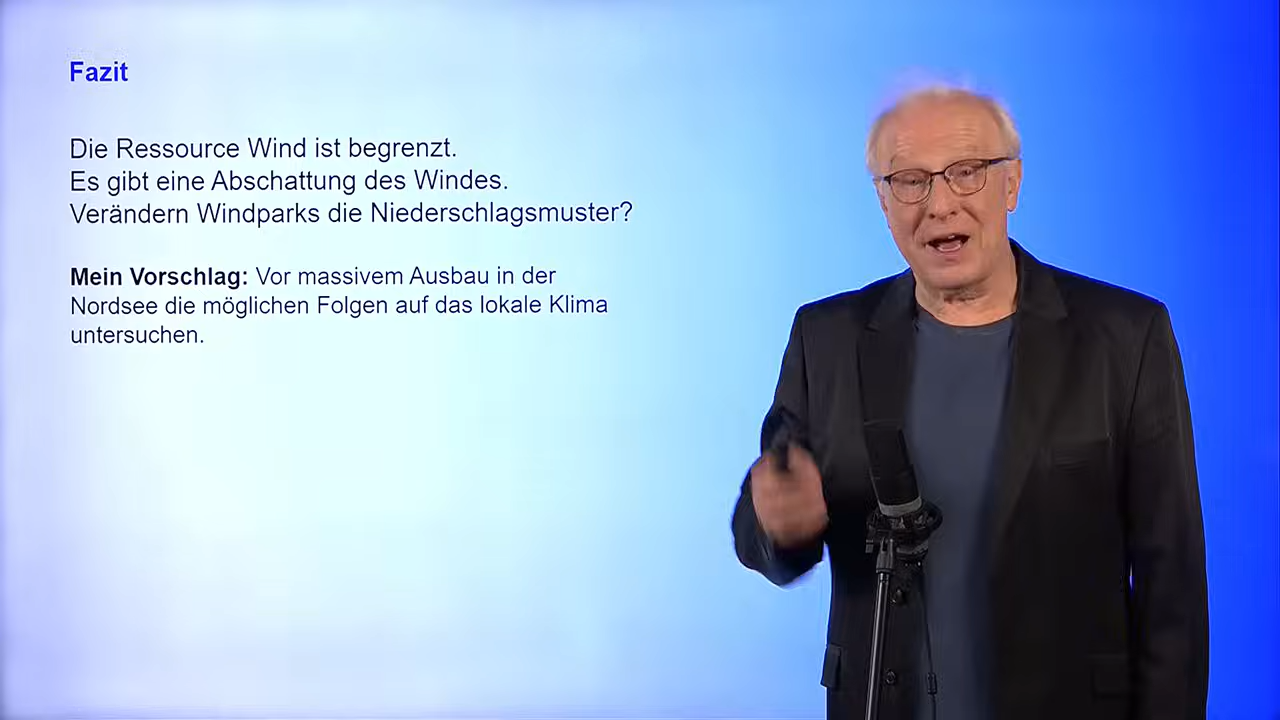 Fazit
Die Ressource Wind ist begrenzt.
Es gibt eine Abschattung des Windes.
Verändern Windparks die Niederschlagsmuster?
Mein Vorschlag: Vor massivem Ausbau in der
Nordsee die möglichen Folgen auf das lokale Klima
untersuchen.